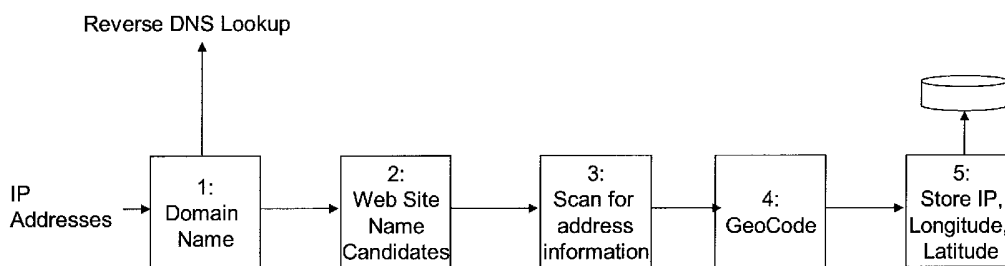 Reverse DNS Lookup
IP
Addresses
1:
Domain
Name
2:
Web Site
Name
Candidates
3:
Scan for
address
information
4:
GeoCode
5:
Store IP,
Longitude,
Latitude